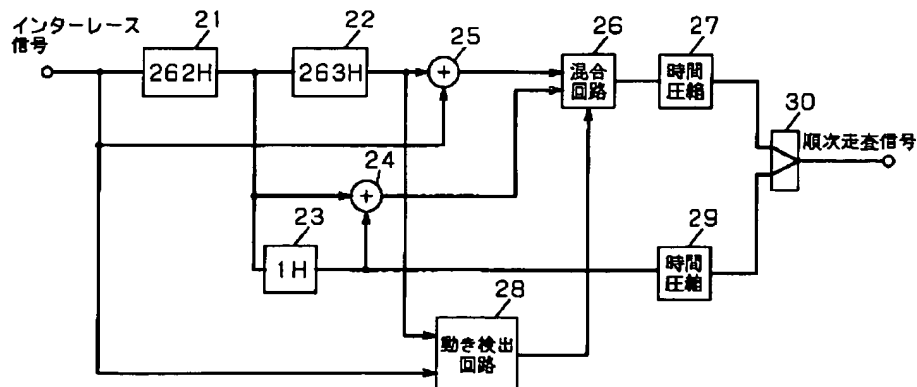 インターレース
信号
21
262H
22
263H
25
+
26
混合
回路
27
時間
圧縮
30
順次走査信号
24
+
23
1H
29
時間
圧縮
28
動き検出
回路